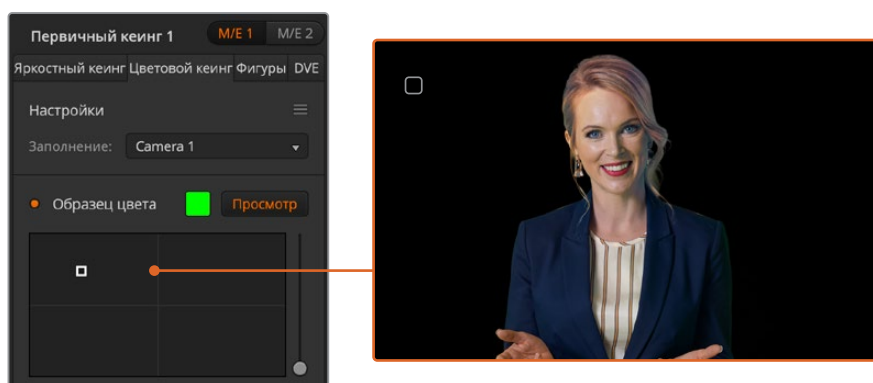 Первичный кеинг 1 M/E 1 M/E 2
Яркостный кеинг Цветовой кеинг Фигуры DVE
Настройки
Заполнение: Camera 1
Образец цвета Просмотр